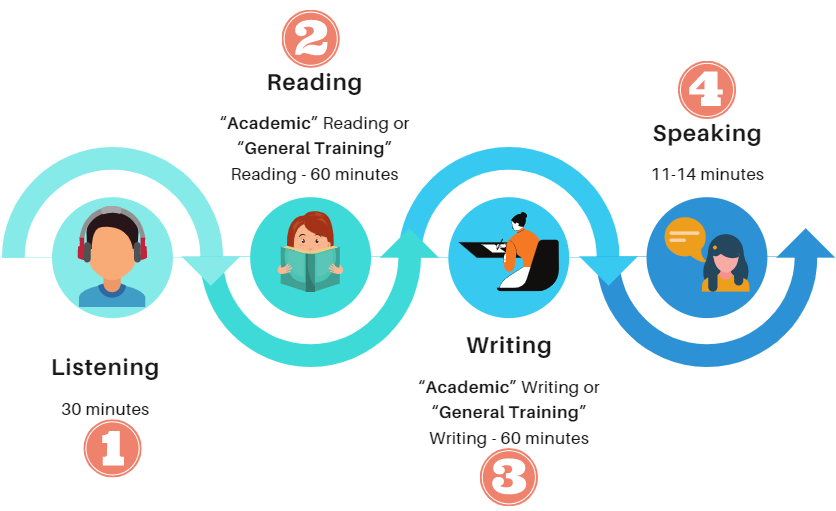 1
Listening
30 minutes
2
Reading
“Academic” Reading or
“General Training”
Reading - 60 minutes
3
Writing
“Academic” Writing or
“General Training”
Writing - 60 minutes
4
Speaking
11-14 minutes